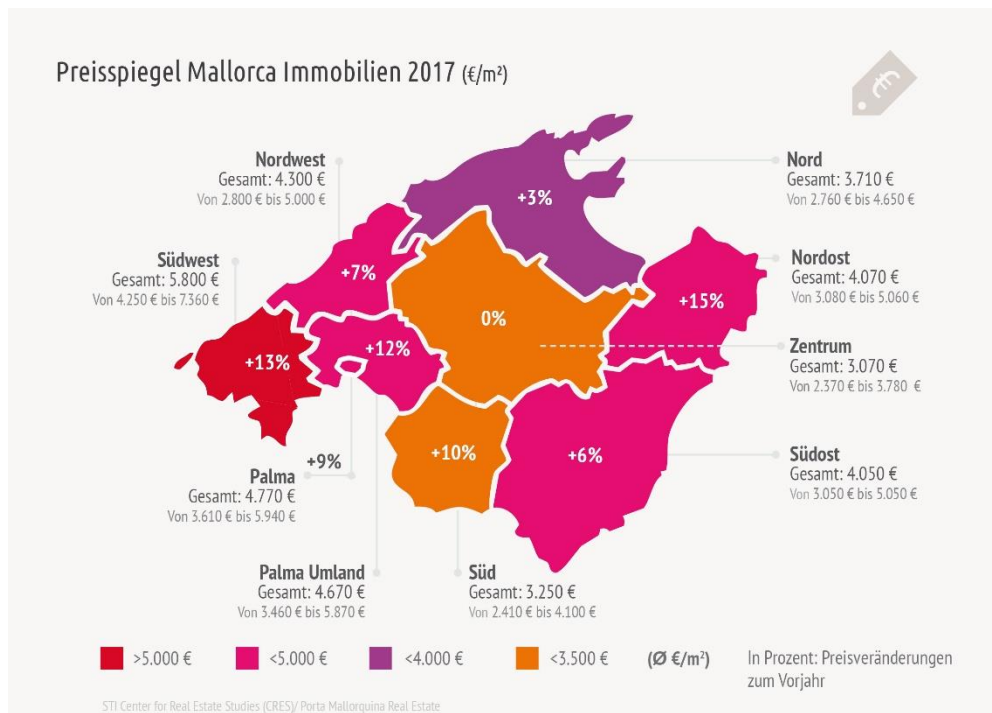 Preisspiegel Mallorca Immobilien 2017 (€/m²)
€
Nordwest
Gesamt: 4.300 €
Von 2.800 € bis 5.000 €
Nord
Gesamt: 3.710 €
Von 2.760 € bis 4.650 €
+3%
Südwest
Gesamt: 5.800 €
Von 4.250 € bis 7.360 €
+7%
Nordost
Gesamt: 4.070 €
Von 3.080 € bis 5.060 €
+15%
0%
+13%
+12%
Zentrum
Gesamt: 3.070 €
Von 2.370 € bis 3.780 €
+10%
+6%
Südost
Gesamt: 4.050 €
Von 3.050 € bis 5.050 €
+9%
Palma
Gesamt: 4.770 €
Von 3.610 € bis 5.940 €
Palma Umland
Gesamt: 4.670 €
Von 3.460 € bis 5.870 €
Süd
Gesamt: 3.250 €
Von 2.410 € bis 4.100 €
>5.000 € <5.000 € <4.000 € <3.500 € (Ø €/m²)
In Prozent: Preisveränderungen
zum Vorjahr
STI Center for Real Estate Studies (CRES)/ Porta Mallorquina Real Estate